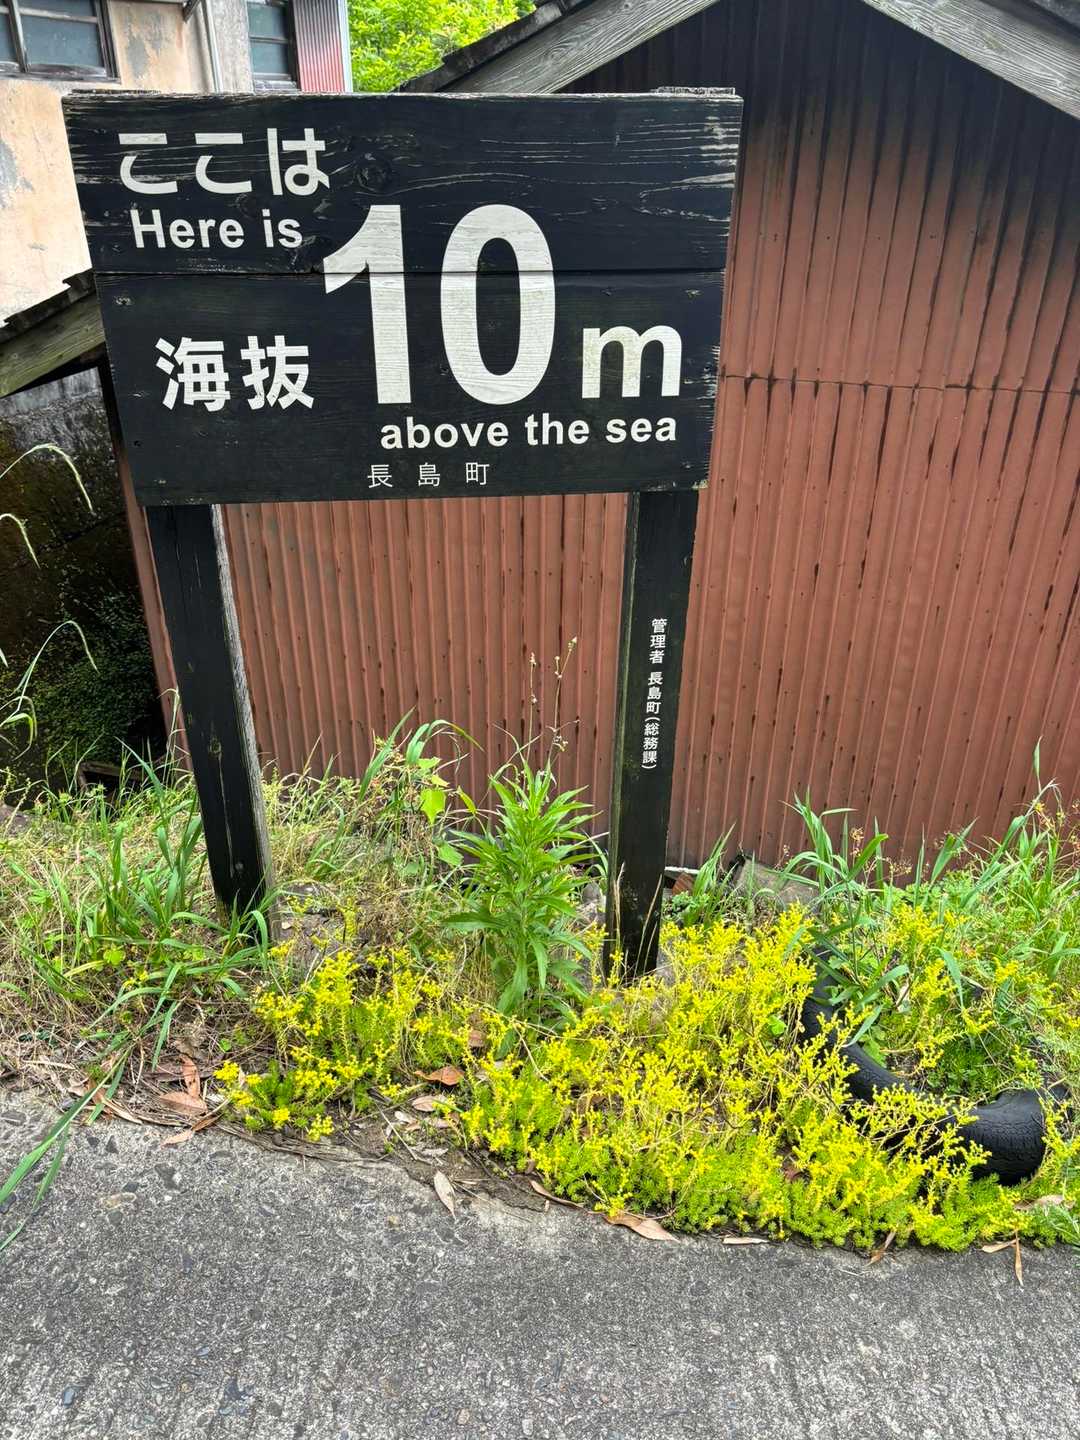 ここは
Here is
海抜 10 m
above the sea
長島町
管理者 長島町(総務課)